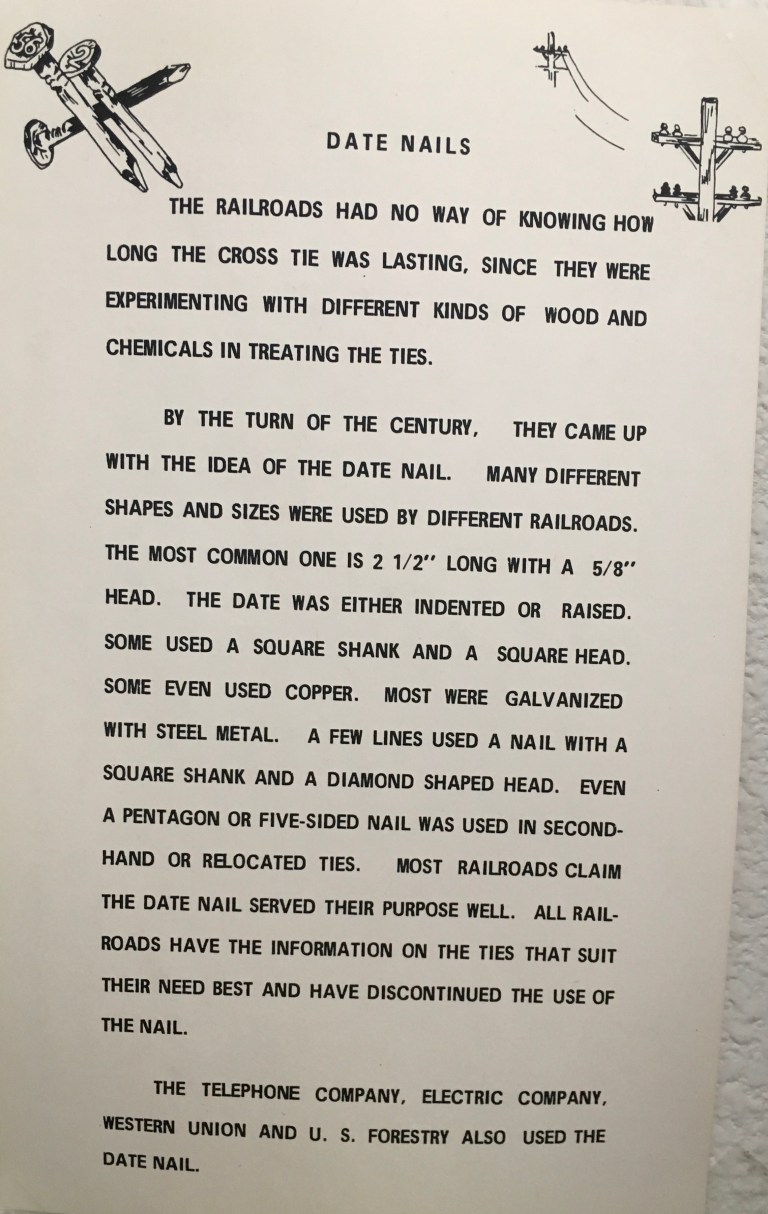 56
12
DATE NAILS
THE RAILROADS HAD NO WAY OF KNOWING HOW
LONG THE CROSS TIE WAS LASTING, SINCE THEY WERE
EXPERIMENTING WITH DIFFERENT KINDS OF WOOD AND
CHEMICALS IN TREATING THE TIES.
BY THE TURN OF THE CENTURY, THEY CAME UP
WITH THE IDEA OF THE DATE NAIL. MANY DIFFERENT
SHAPES AND SIZES WERE USED BY DIFFERENT RAILROADS.
THE MOST COMMON ONE IS 2 1/2" LONG WITH A 5/8"
HEAD. THE DATE WAS EITHER INDENTED OR RAISED.
SOME USED A SQUARE SHANK AND A SQUARE HEAD.
SOME EVEN USED COPPER. MOST WERE GALVANIZED
WITH STEEL METAL. A FEW LINES USED A NAIL WITH A
SQUARE SHANK AND A DIAMOND SHAPED HEAD. EVEN
A PENTAGON OR FIVE-SIDED NAIL WAS USED IN SECOND-
HAND OR RELOCATED TIES. MOST RAILROADS CLAIM
THE DATE NAIL SERVED THEIR PURPOSE WELL. ALL RAIL-
ROADS HAVE THE INFORMATION ON THE TIES THAT SUIT
THEIR NEED BEST AND HAVE DISCONTINUED THE USE OF
THE NAIL.
THE TELEPHONE COMPANY, ELECTRIC COMPANY,
WESTERN UNION AND U. S. FORESTRY ALSO USED THE
DATE NAIL.